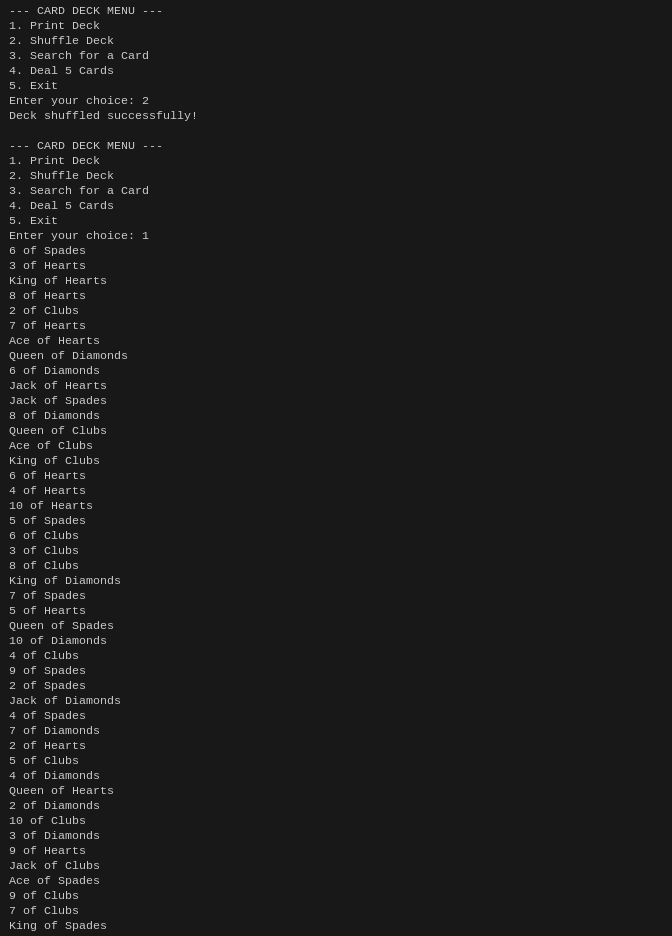 --- CARD DECK MENU ---
1. Print Deck
2. Shuffle Deck
3. Search for a Card
4. Deal 5 Cards
5. Exit
Enter your choice: 2
Deck shuffled successfully!

--- CARD DECK MENU ---
1. Print Deck
2. Shuffle Deck
3. Search for a Card
4. Deal 5 Cards
5. Exit
Enter your choice: 1
6 of Spades
3 of Hearts
King of Hearts
8 of Hearts
2 of Clubs
7 of Hearts
Ace of Hearts
Queen of Diamonds
6 of Diamonds
Jack of Hearts
Jack of Spades
8 of Diamonds
Queen of Clubs
Ace of Clubs
King of Clubs
6 of Hearts
4 of Hearts
10 of Hearts
5 of Spades
6 of Clubs
3 of Clubs
8 of Clubs
King of Diamonds
7 of Spades
5 of Hearts
Queen of Spades
10 of Diamonds
4 of Clubs
9 of Spades
2 of Spades
Jack of Diamonds
4 of Spades
7 of Diamonds
2 of Hearts
5 of Clubs
4 of Diamonds
Queen of Hearts
2 of Diamonds
10 of Clubs
3 of Diamonds
9 of Hearts
Jack of Clubs
Ace of Spades
9 of Clubs
7 of Clubs
King of Spades